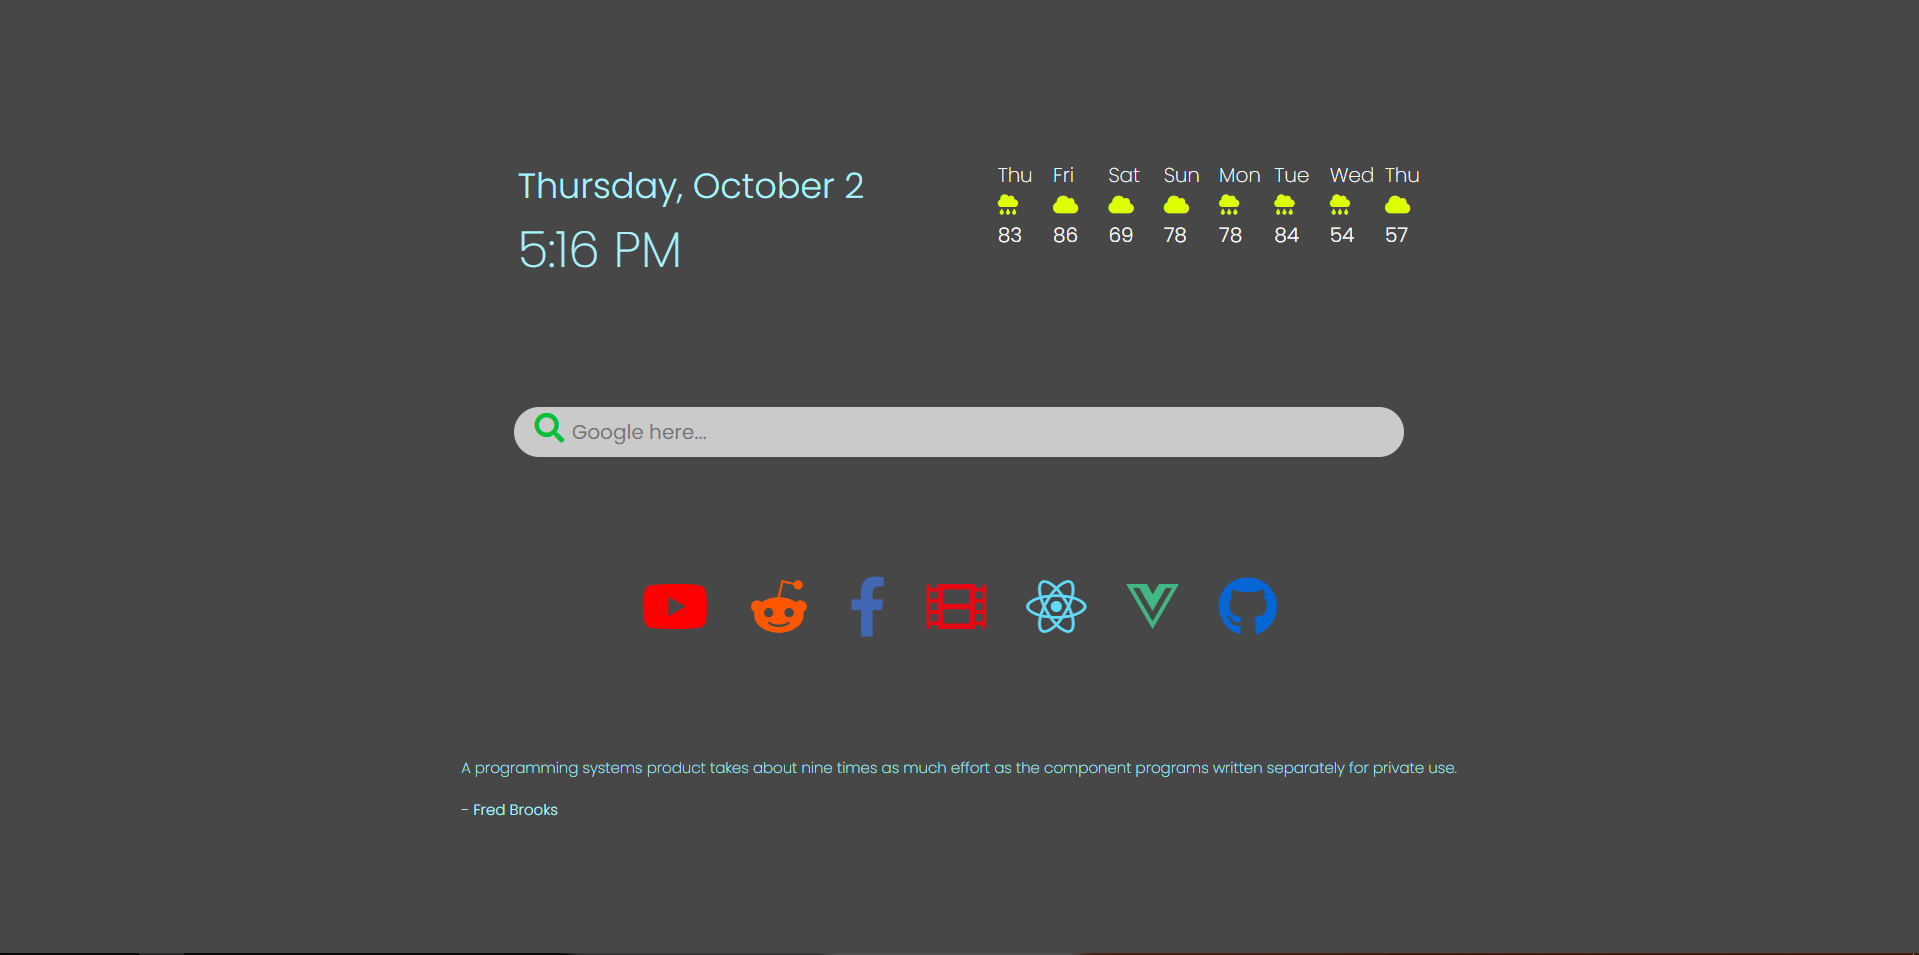 Thursday, October 2
5:16 PM
Thu Fri Sat Sun Mon Tue Wed Thu
83 86 69 78 78 84 54 57
Google here...
A programming systems product takes about nine times as much effort as the component programs written separately for private use.
- Fred Brooks